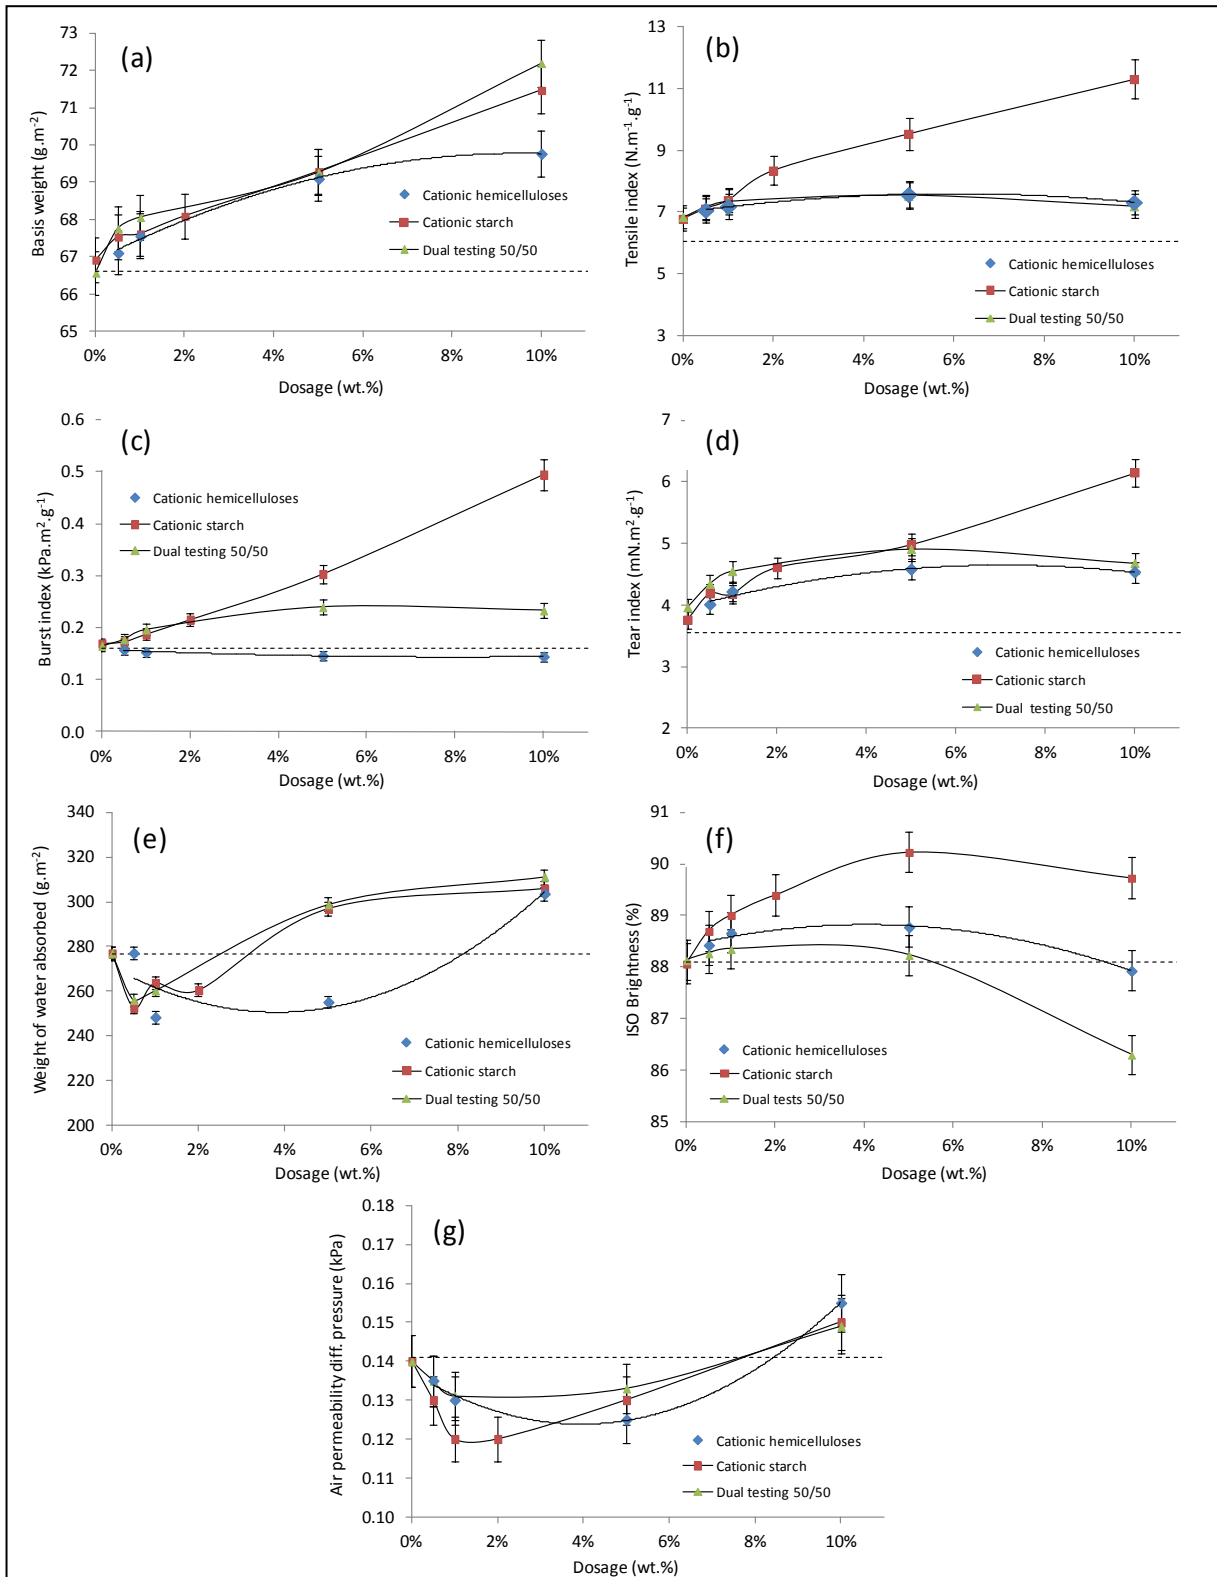 (a)
73
72
71
70
69
68
67
66
65
Basis weight (g.m-2)
Cationic hemicelluloses
Cationic starch
Dual testing 50/50
0% 2% 4% 6% 8% 10%
Dosage (wt.%)
(b)
13
11
9
7
5
3
Tensile index (N.m-1.g-1)
Cationic hemicelluloses
Cationic starch
Dual testing 50/50
0% 2% 4% 6% 8% 10%
Dosage (wt.%)
(c)
0.6
0.5
0.4
0.3
0.2
0.1
0.0
Burst index (kPa.m2.g-1)
Cationic hemicelluloses
Cationic starch
Dual testing 50/50
0% 2% 4% 6% 8% 10%
Dosage (wt.%)
(d)
7
6
5
4
3
2
Tear index (mN.m2.g-1)
Cationic hemicelluloses
Cationic starch
Dual testing 50/50
0% 2% 4% 6% 8% 10%
Dosage (wt.%)
(e)
340
320
300
280
260
240
220
200
Weight of water absorbed (g.m-2)
Cationic hemicelluloses
Cationic starch
Dual testing 50/50
0% 2% 4% 6% 8% 10%
Dosage (wt.%)
(f)
91
90
89
88
87
86
85
ISO Brightness (%)
Cationic hemicelluloses
Cationic starch
Dual tests 50/50
0% 2% 4% 6% 8% 10%
Dosage (wt.%)
(g)
0.18
0.17
0.16
0.15
0.14
0.13
0.12
0.11
0.10
Air permeability diff. pressure (kPa)
Cationic hemicelluloses
Cationic starch
Dual testing 50/50
0% 2% 4% 6% 8% 10%
Dosage (wt.%)